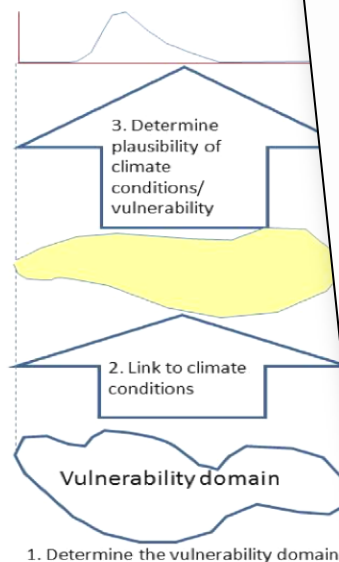 3. Determine
plausibility of
climate
conditions/
vulnerability
2. Link to climate
conditions
Vulnerability domain
1. Determine the vulnerability domain